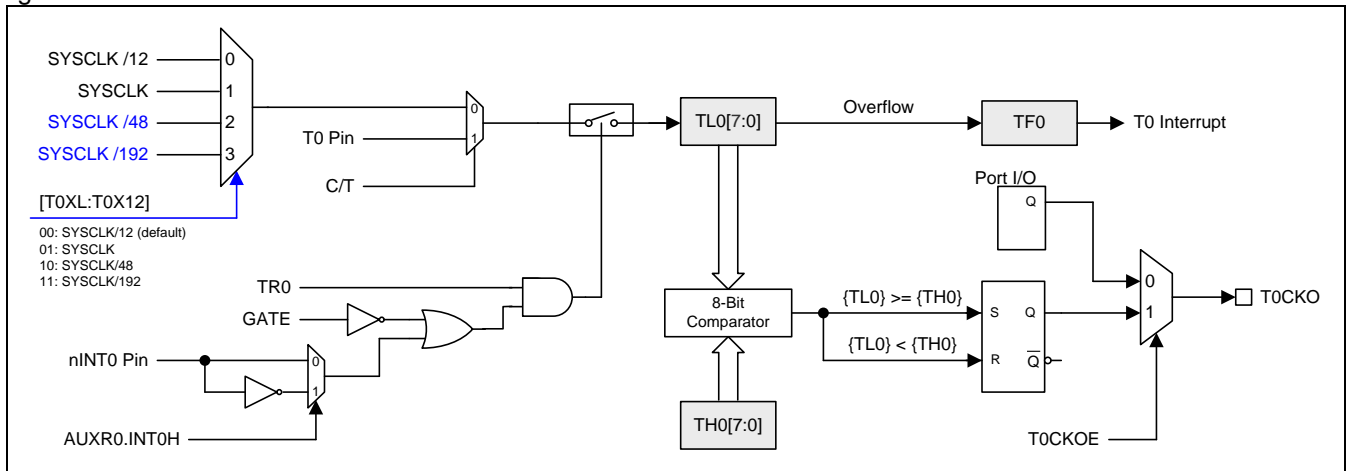 SYSCLK /12
0
SYSCLK
1
SYSCLK /48
2
SYSCLK /192
3
[T0XL:T0X12]
00: SYSCLK/12 (default)
01: SYSCLK
10: SYSCLK/48
11: SYSCLK/192
0
T0 Pin
1
C/T
TL0[7:0]
Overflow
TF0
T0 Interrupt
TR0
GATE
nINT0 Pin
0
1
AUXR0.INT0H
8-Bit
Comparator
TH0[7:0]
{TL0} >= {TH0}
{TL0} < {TH0}
S
Q
R
Q
Port I/O
Q
0
1
T0CKO
T0CKOE